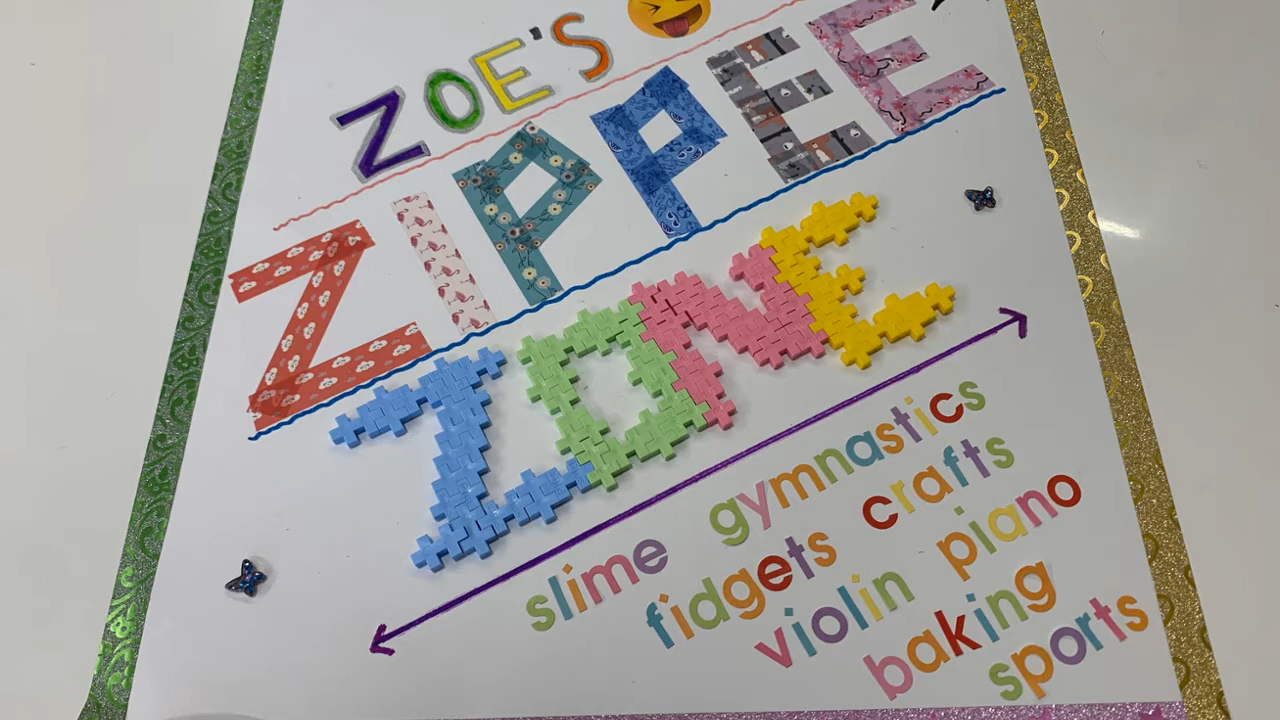 ZOE'S
ZIPPEE
ZONE
slime gymnastics
fidgets crafts
violin piano
baking
sports